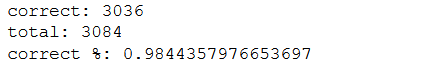 correct: 3036
total: 3084
correct %: 0.9844357976653697